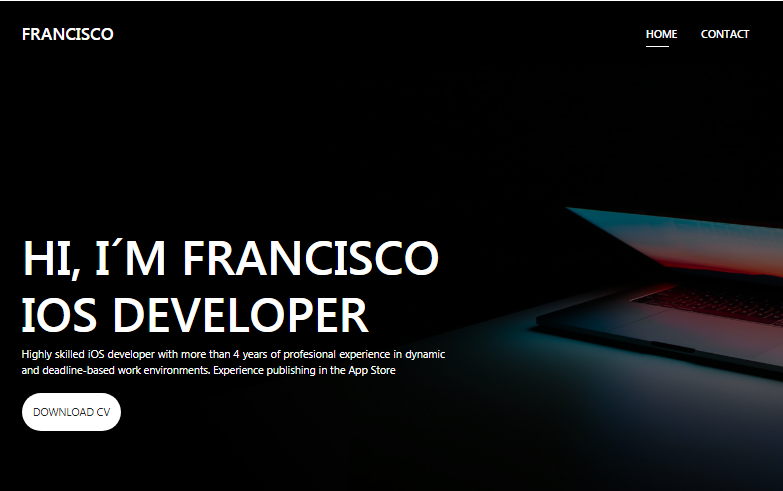 FRANCISCO
HOME CONTACT
HI, I´M FRANCISCO
IOS DEVELOPER
Highly skilled iOS developer with more than 4 years of profesional experience in dynamic
and deadline-based work environments. Experience publishing in the App Store
DOWNLOAD CV